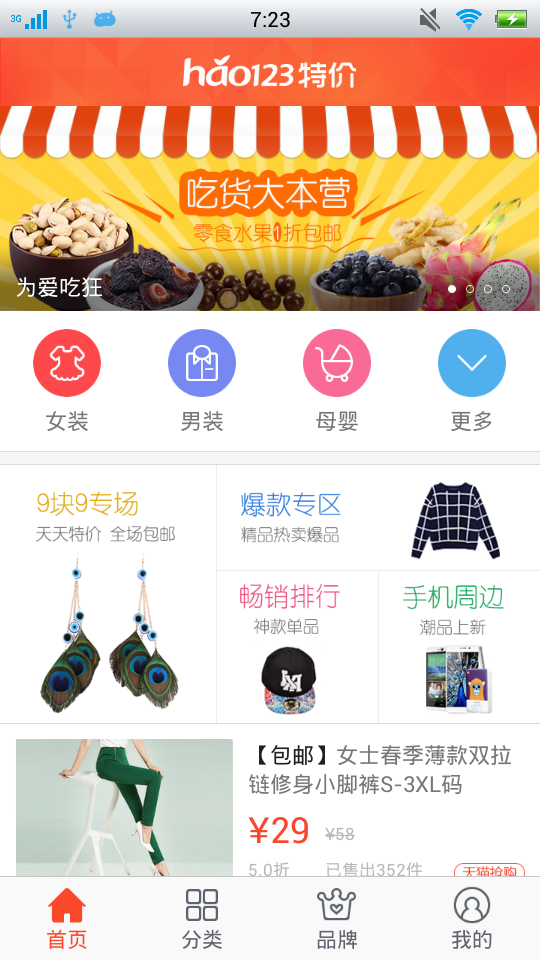 3G
7:23
hao123特价
吃货大本营
零食水果1折包邮
为爱吃狂
女装
男装
母婴
更多
9块9专场
天天特价 全场包邮
爆款专区
精品热卖爆品
畅销排行
神款单品
手机周边
潮品上新
【包邮】女士春季薄款双拉
链修身小脚裤S-3XL码
¥29 ¥58
5.0折 已售出352件 天猫抢购
首页
分类
品牌
我的